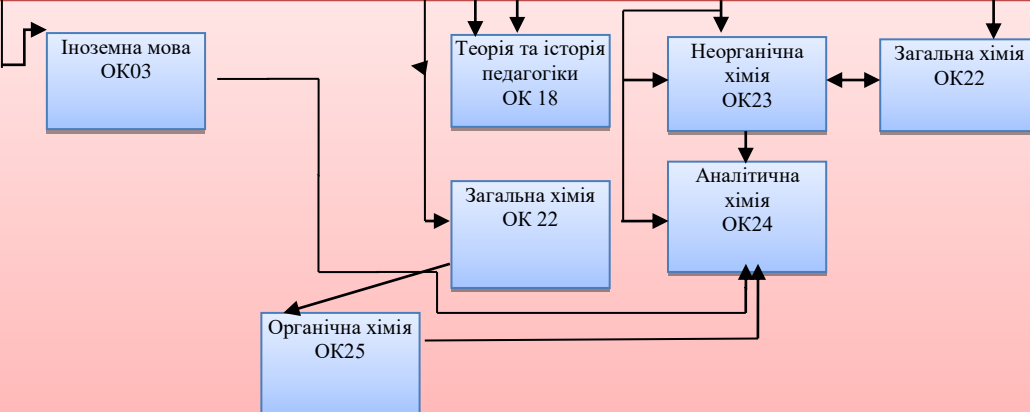 Іноземна мова
ОК03
Теорія та історія
педагогіки
ОК 18
Неорганічна
хімія
ОК23
Загальна хімія
ОК22
Загальна хімія
ОК 22
Аналітична
хімія
ОК24
Органічна хімія
ОК25